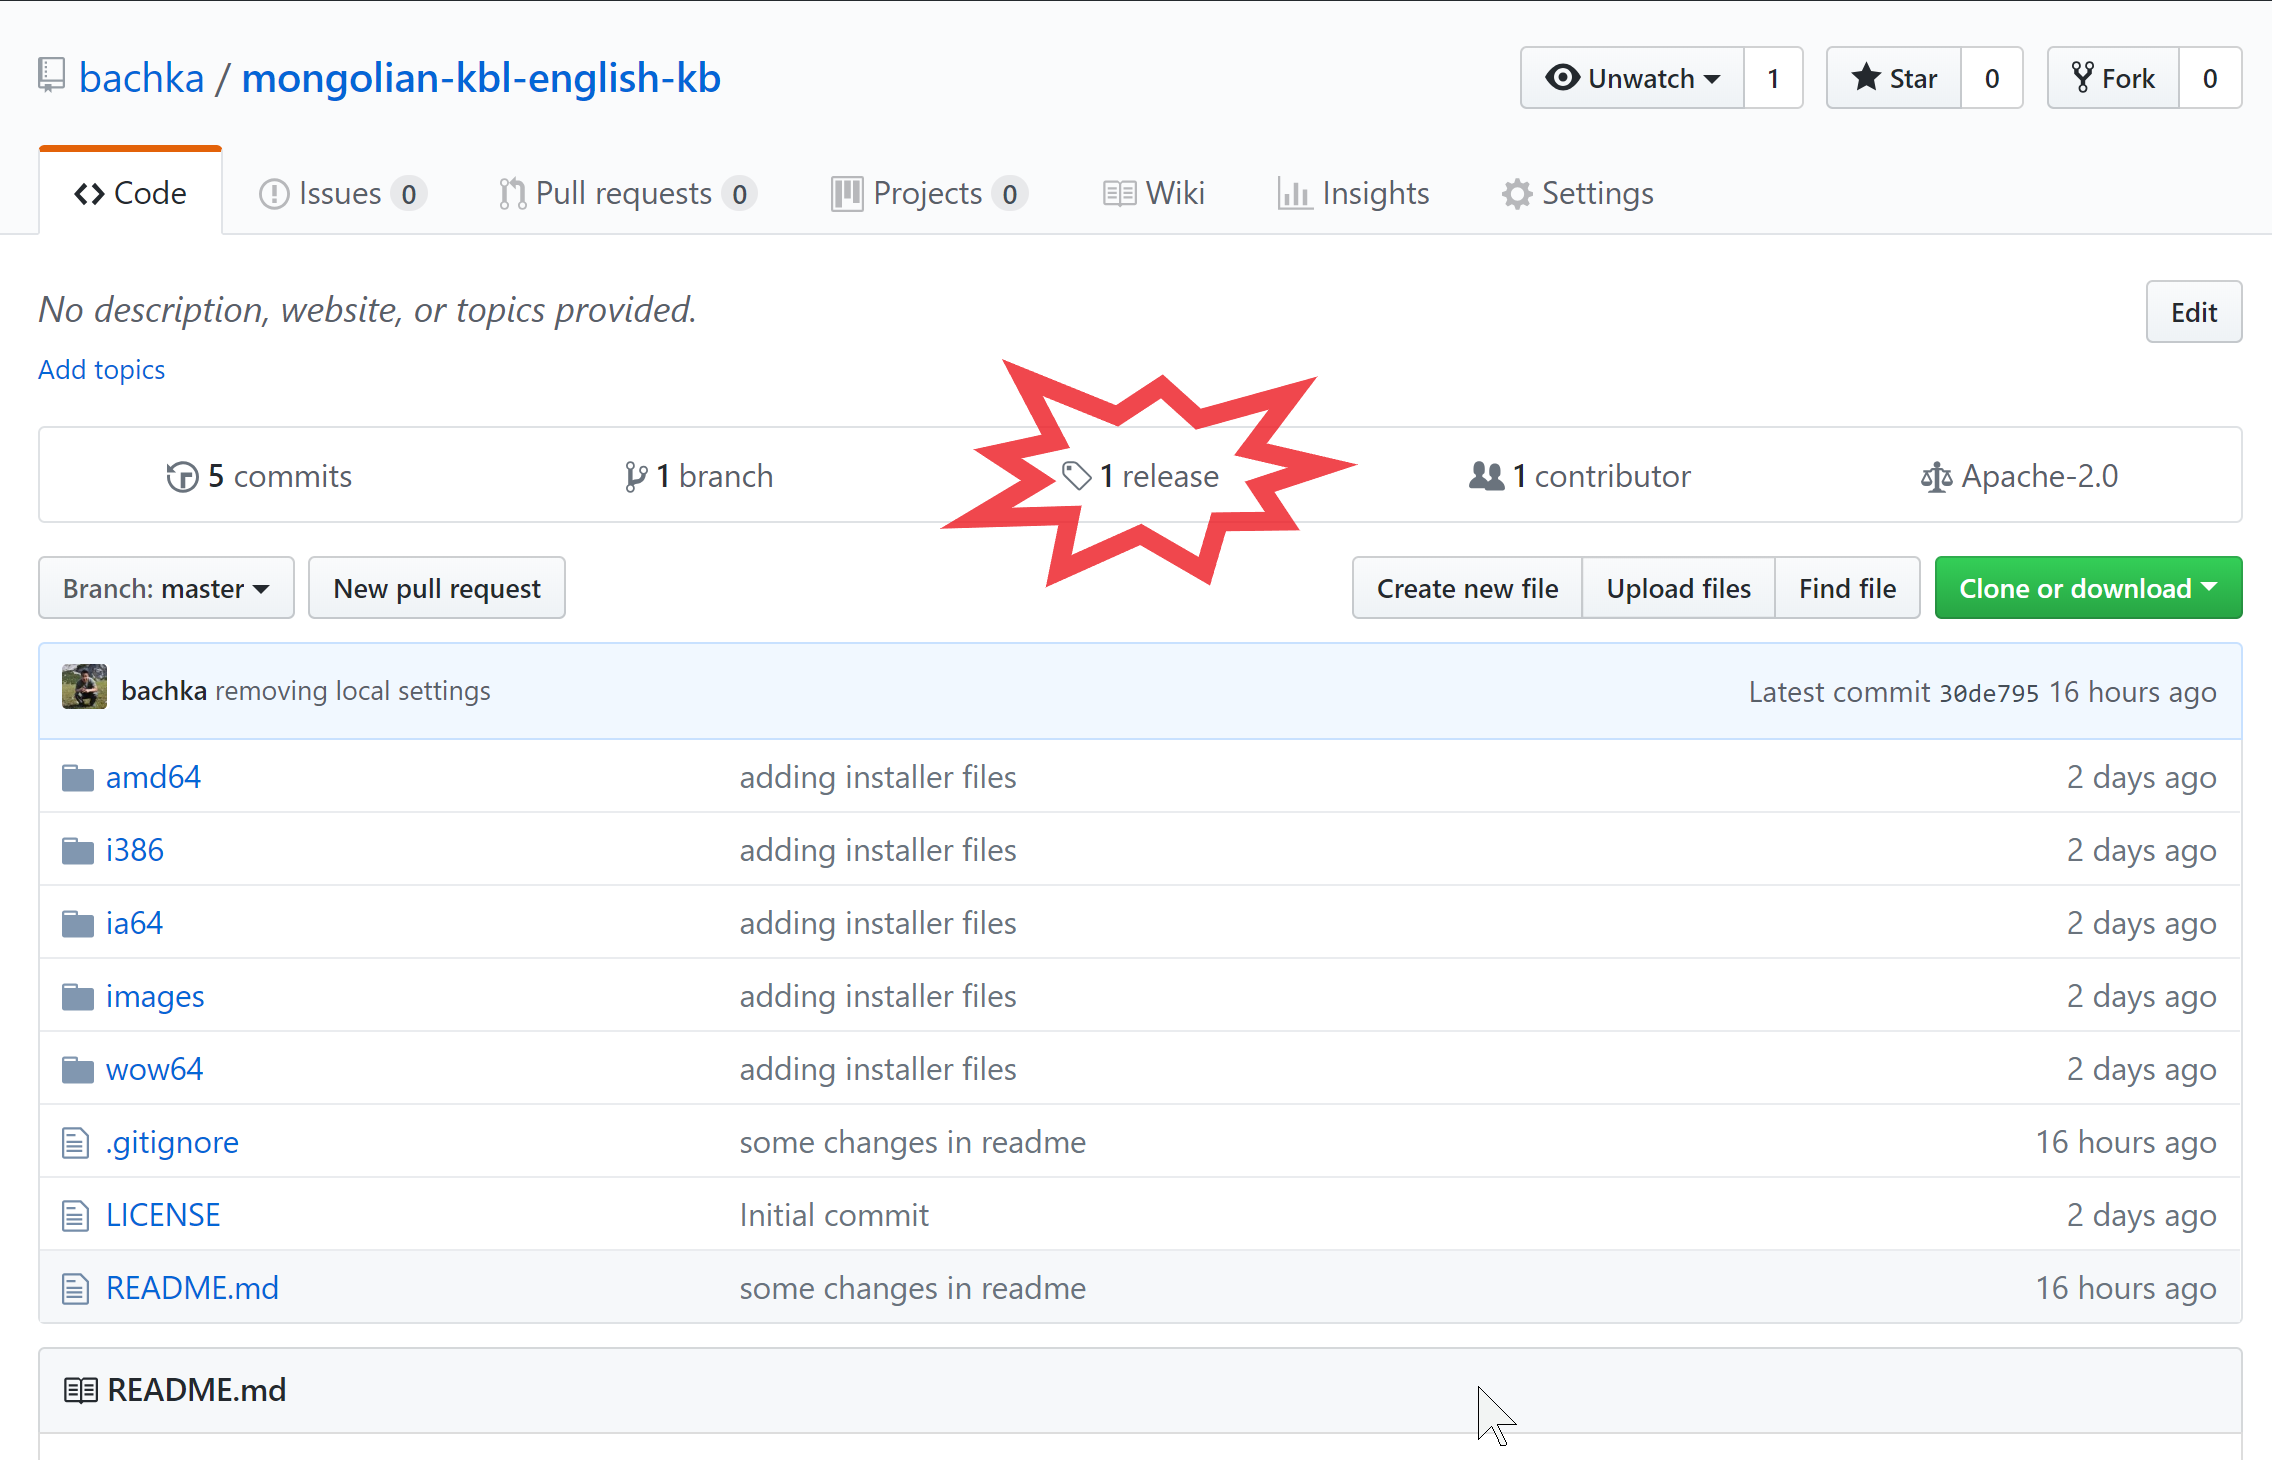 bachka / mongolian-kbl-english-kb Unwatch 1 Star 0 Fork 0
Code Issues 0 Pull requests 0 Projects 0 Wiki Insights Settings
No description, website, or topics provided. Edit
Add topics
5 commits 1 branch 1 release 1 contributor Apache-2.0
Branch: master New pull request Create new file Upload files Find file Clone or download
bachka removing local settings Latest commit 30de795 16 hours ago
amd64 adding installer files 2 days ago
i386 adding installer files 2 days ago
ia64 adding installer files 2 days ago
images adding installer files 2 days ago
wow64 adding installer files 2 days ago
.gitignore some changes in readme 16 hours ago
LICENSE Initial commit 2 days ago
README.md some changes in readme 16 hours ago
README.md